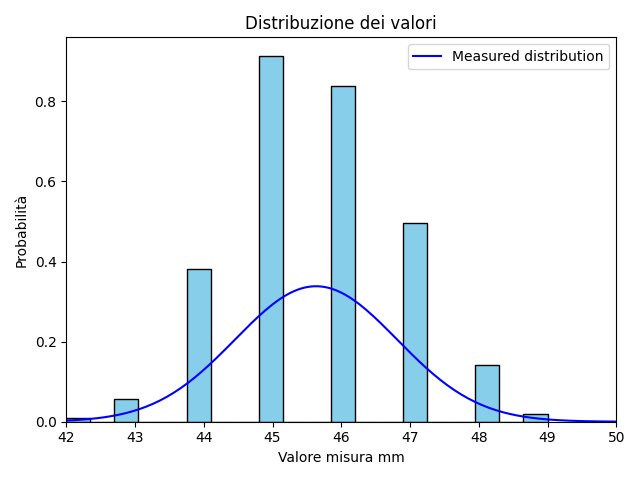 Distribuzione dei valori
Measured distribution
Probabilità
0.8
0.6
0.4
0.2
0.0
42 43 44 45 46 47 48 49 50
Valore misura mm